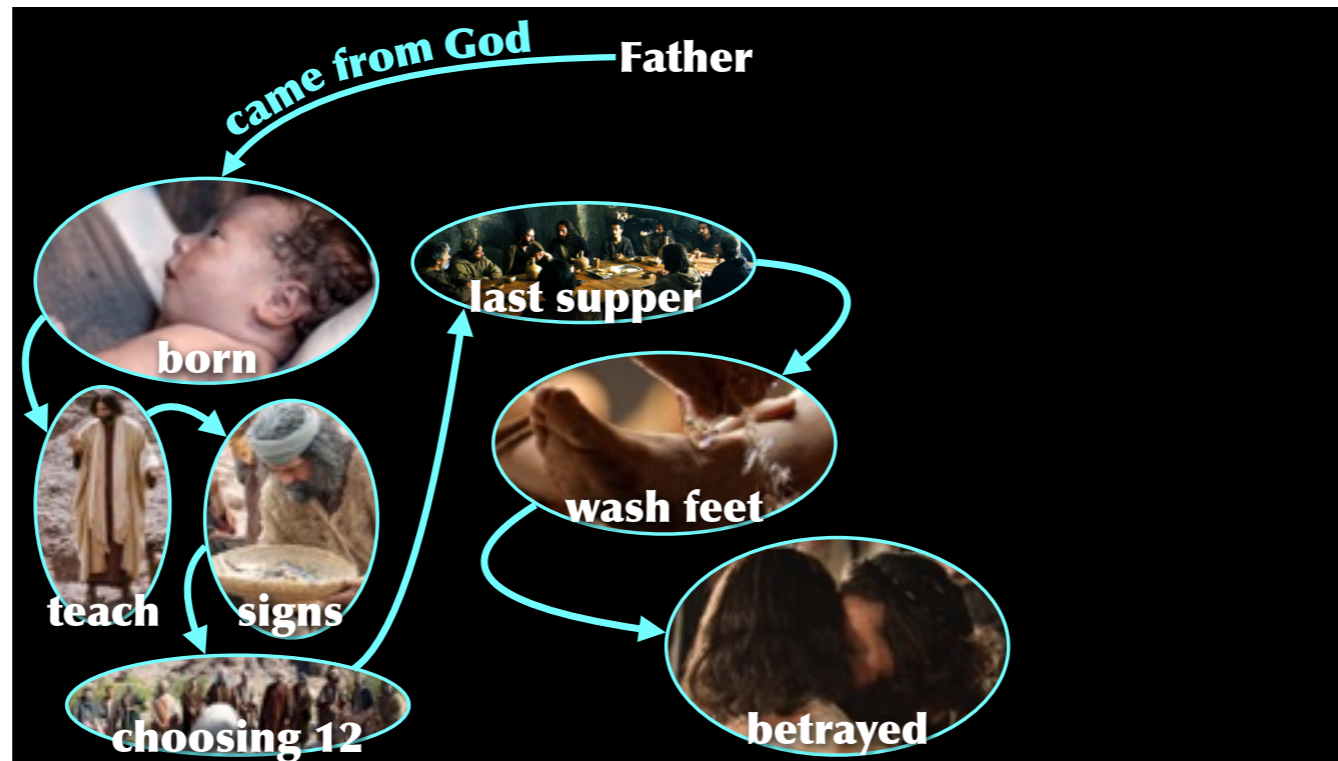 came from God
Father
born
teach
signs
choosing 12
last supper
wash feet
betrayed